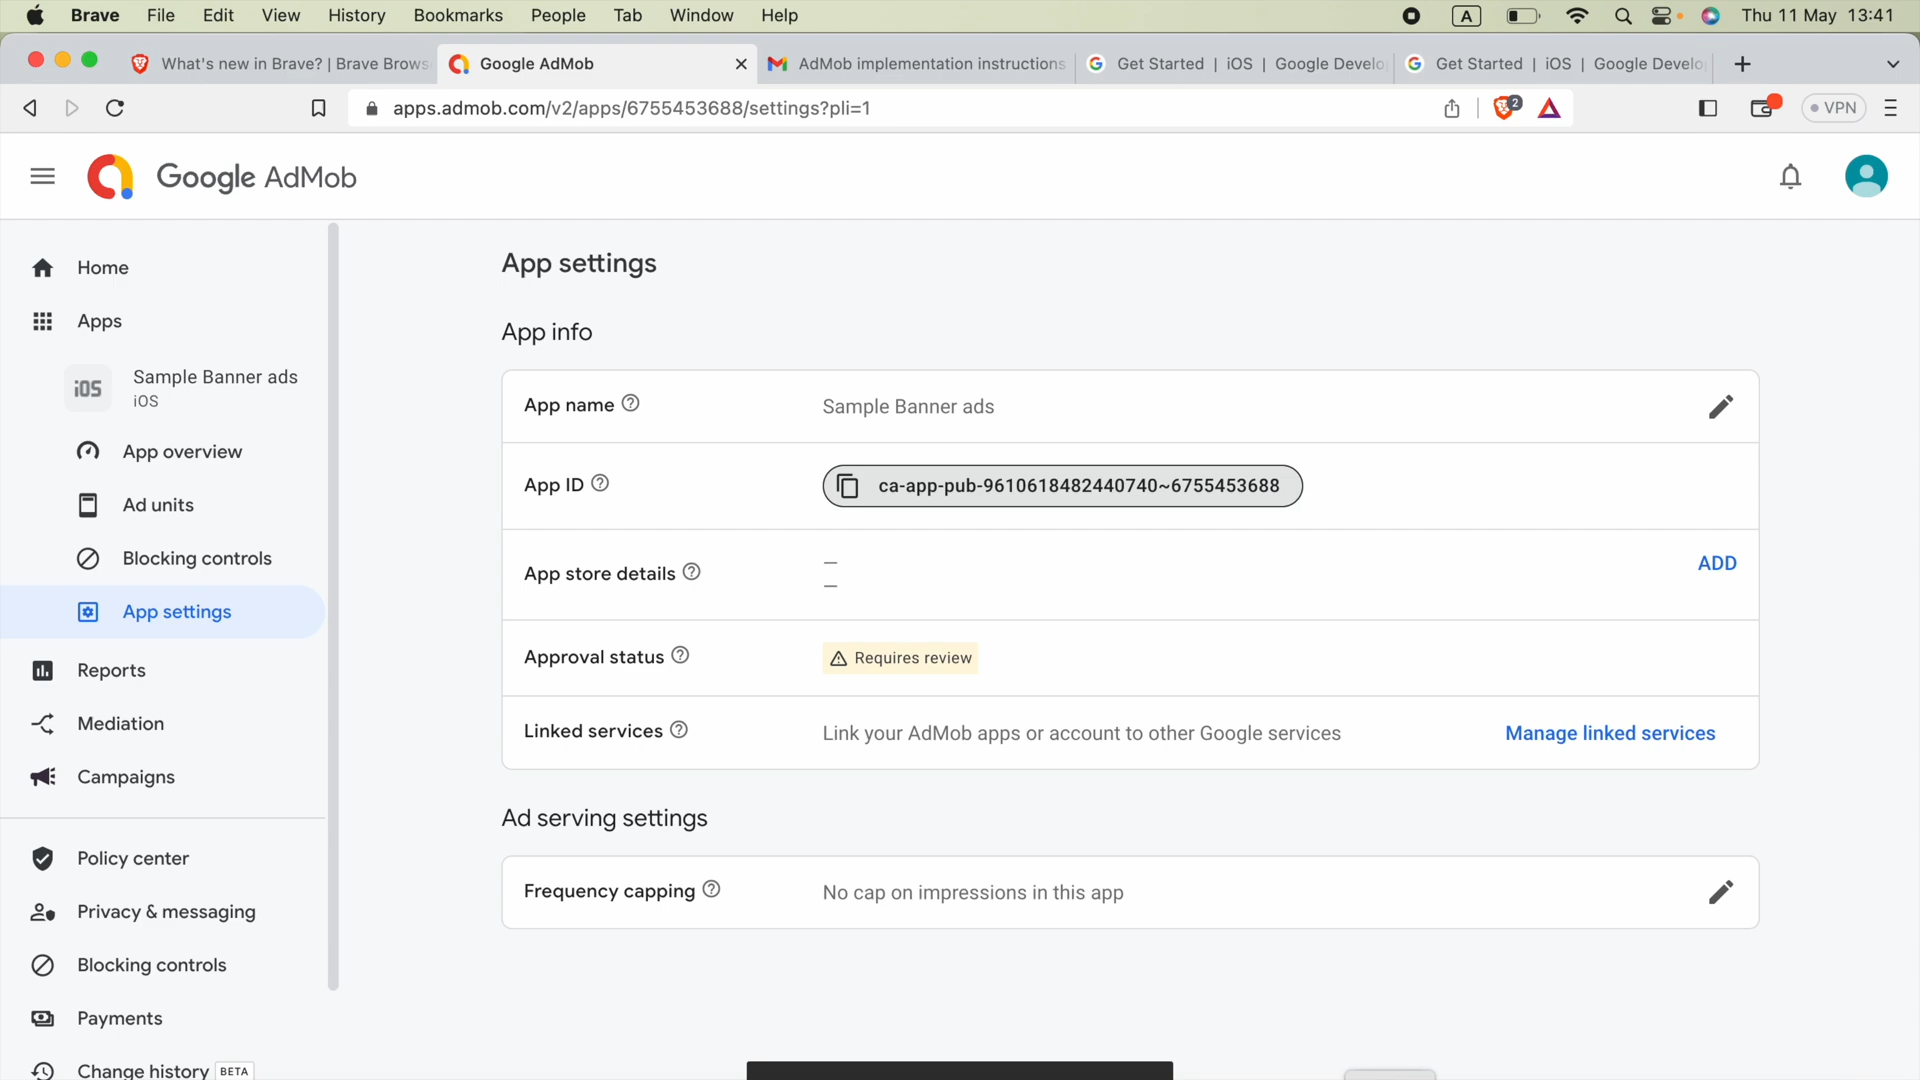 Brave File Edit View History Bookmarks People Tab Window Help A Thu 11 May 13:41
What's new in Brave? | Brave Brows Google AdMob AdMob implementation instructions Get Started | iOS | Google Develo Get Started | iOS | Google Develo
apps.admob.com/v2/apps/6755453688/settings?pli=1 2 VPN
Google AdMob
Home
Apps
iOS
Sample Banner ads
iOS
App overview
Ad units
Blocking controls
App settings
Reports
Mediation
Campaigns
Policy center
Privacy & messaging
Blocking controls
Payments
Change history BETA
App settings
App info
App name Sample Banner ads
App ID ca-app-pub-9610618482440740~6755453688
App store details — ADD
—
Approval status Requires review
Linked services Link your AdMob apps or account to other Google services Manage linked services
Ad serving settings
Frequency capping No cap on impressions in this app